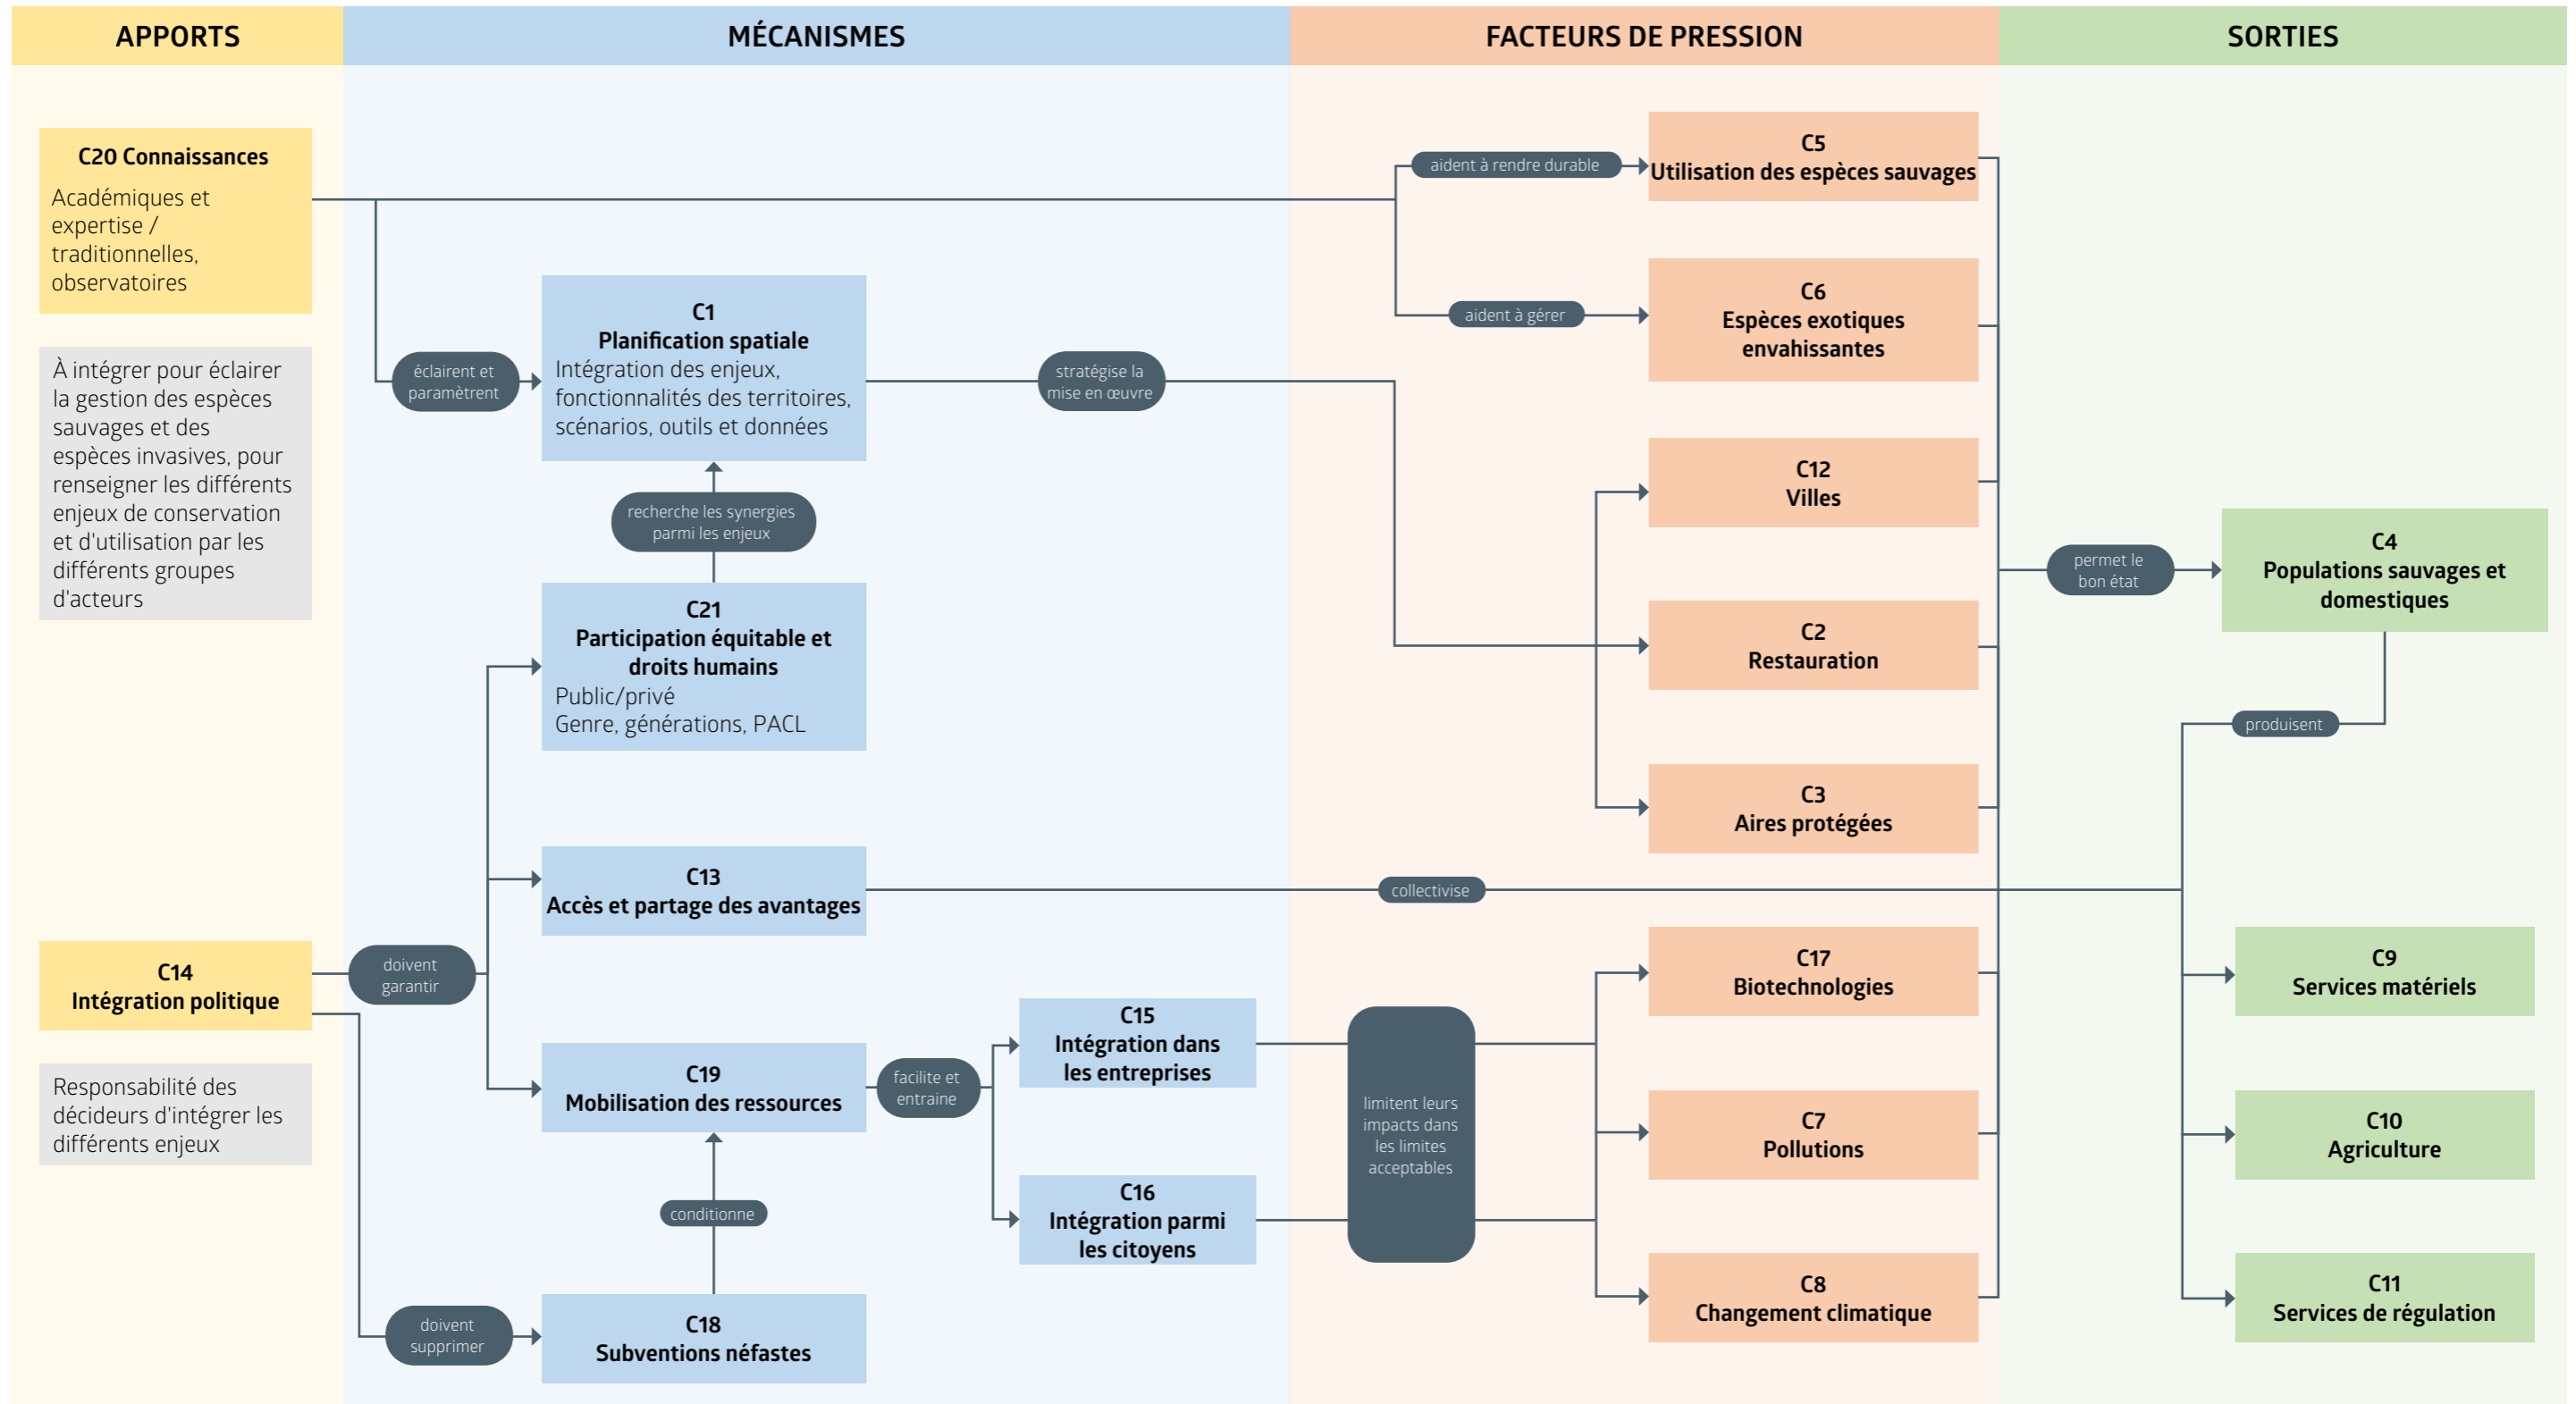 APPORTS
MÉCANISMES
FACTEURS DE PRESSION
SORTIES
C20 Connaissances
Académiques et
expertise /
traditionnelles,
observatoires
À intégrer pour éclairer
la gestion des espèces
sauvages et des
espèces invasives, pour
renseigner les différents
enjeux de conservation
et d'utilisation par les
différents groupes
d'acteurs
C14
Intégration politique
Responsabilité des
décideurs d'intégrer les
différents enjeux
éclairent et
paramètrent
C1
Planification spatiale
Intégration des enjeux,
fonctionnalités des territoires,
scénarios, outils et données
stratégise la
mise en œuvre
recherche les synergies
parmi les enjeux
C21
Participation équitable et
droits humains
Public/privé
Genre, générations, PACL
C13
Accès et partage des avantages
collectivise
doivent
garantir
C19
Mobilisation des ressources
facilite et
entraine
C15
Intégration dans
les entreprises
C16
Intégration parmi
les citoyens
conditionne
doivent
supprimer
C18
Subventions néfastes
limitent leurs
impacts dans
les limites
acceptables
aident à rendre durable
C5
Utilisation des espèces sauvages
aident à gérer
C6
Espèces exotiques
envahissantes
C12
Villes
C2
Restauration
C3
Aires protégées
C17
Biotechnologies
C7
Pollutions
C8
Changement climatique
permet le
bon état
C4
Populations sauvages et
domestiques
produisent
C9
Services matériels
C10
Agriculture
C11
Services de régulation